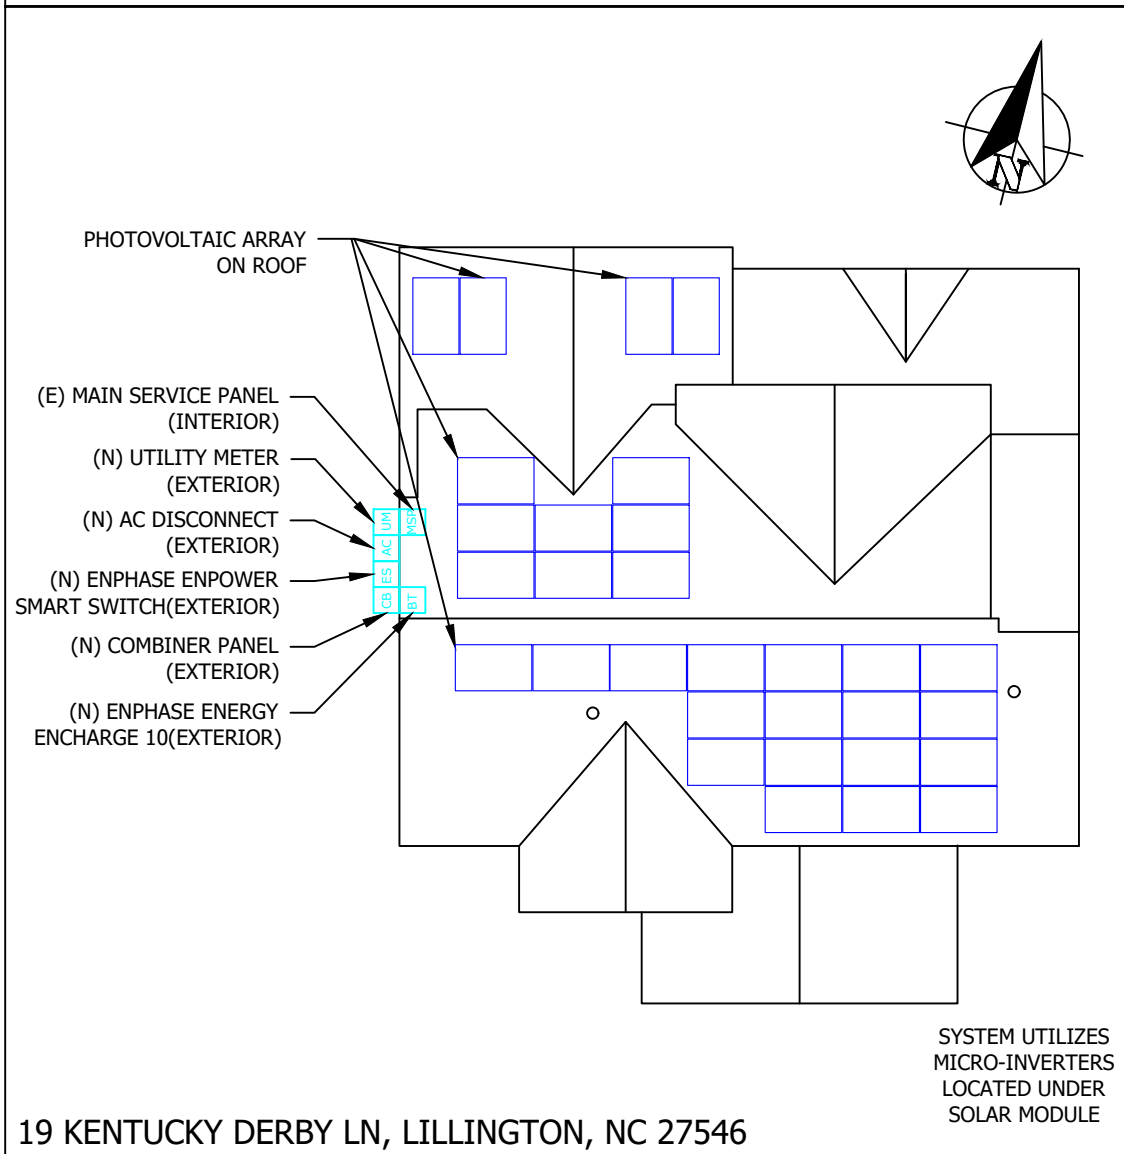 N
PHOTOVOLTAIC ARRAY
ON ROOF
(E) MAIN SERVICE PANEL
(INTERIOR)
(N) UTILITY METER
(EXTERIOR)
(N) AC DISCONNECT
(EXTERIOR)
(N) ENPHASE ENPOWER
SMART SWITCH(EXTERIOR)
(N) COMBINER PANEL
(EXTERIOR)
(N) ENPHASE ENERGY
ENCHARGE 10(EXTERIOR)
UM
MSP
AC
ES
CB
BT
SYSTEM UTILIZES
MICRO-INVERTERS
LOCATED UNDER
SOLAR MODULE
19 KENTUCKY DERBY LN, LILLINGTON, NC 27546